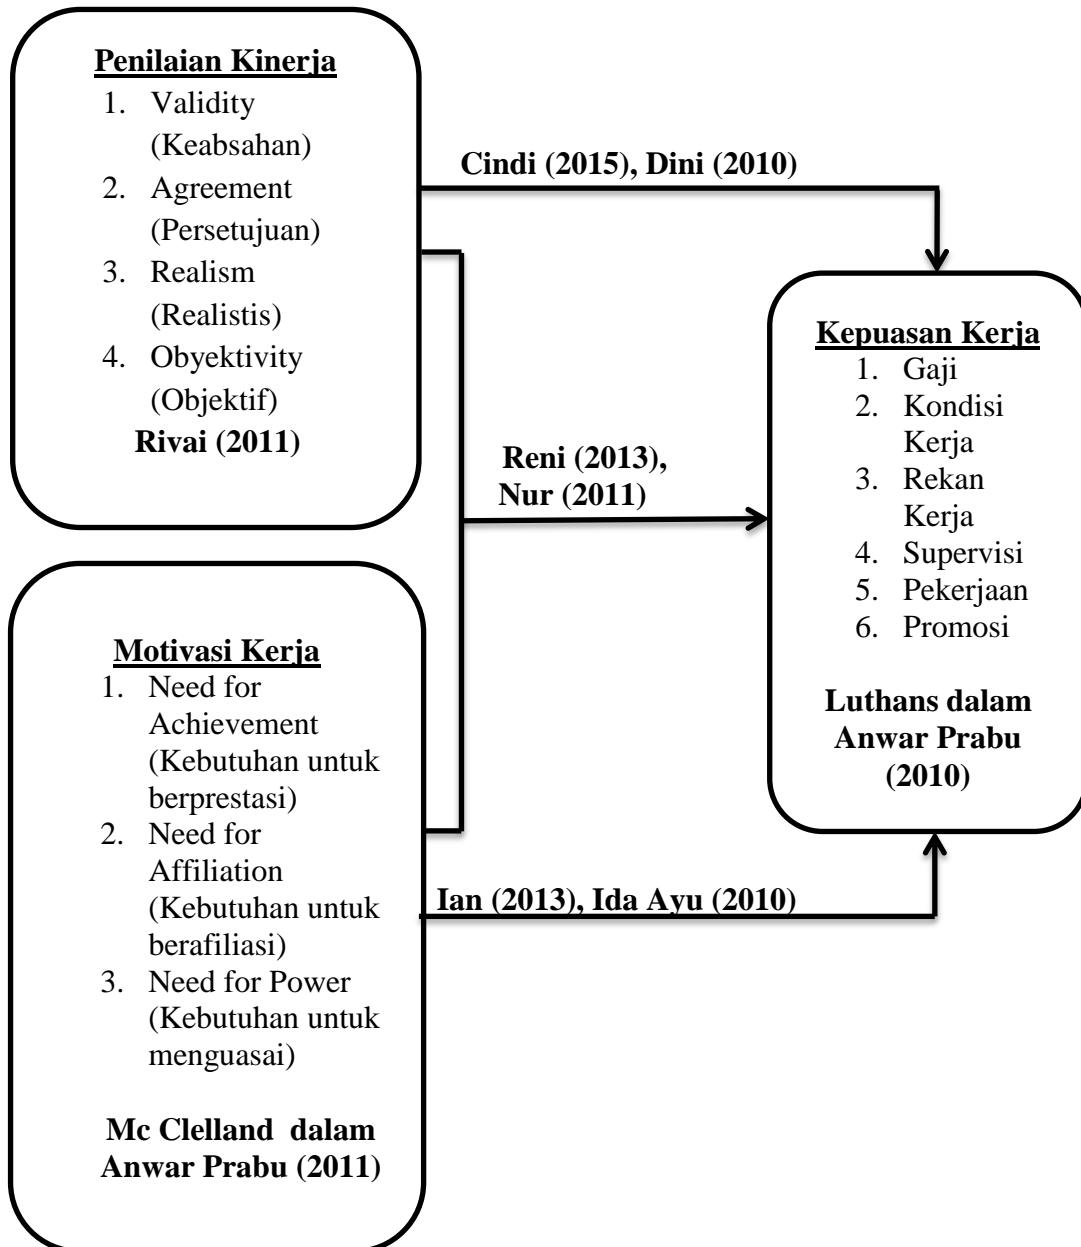 Penilaian Kinerja
1. Validity
(Keabsahan)
2. Agreement
(Persetujuan)
3. Realism
(Realistis)
4. Obyektivity
(Objektif)
Rivai (2011)
Cindi (2015), Dini (2010)
Reni (2013),
Nur (2011)
Kepuasan Kerja
1. Gaji
2. Kondisi
Kerja
3. Rekan
Kerja
4. Supervisi
5. Pekerjaan
6. Promosi
Luthans dalam
Anwar Prabu
(2010)
Motivasi Kerja
1. Need for
Achievement
(Kebutuhan untuk
berprestasi)
2. Need for
Affiliation
(Kebutuhan untuk
berafiliasi)
3. Need for Power
(Kebutuhan untuk
menguasai)
Mc Clelland dalam
Anwar Prabu (2011)
Ian (2013), Ida Ayu (2010)